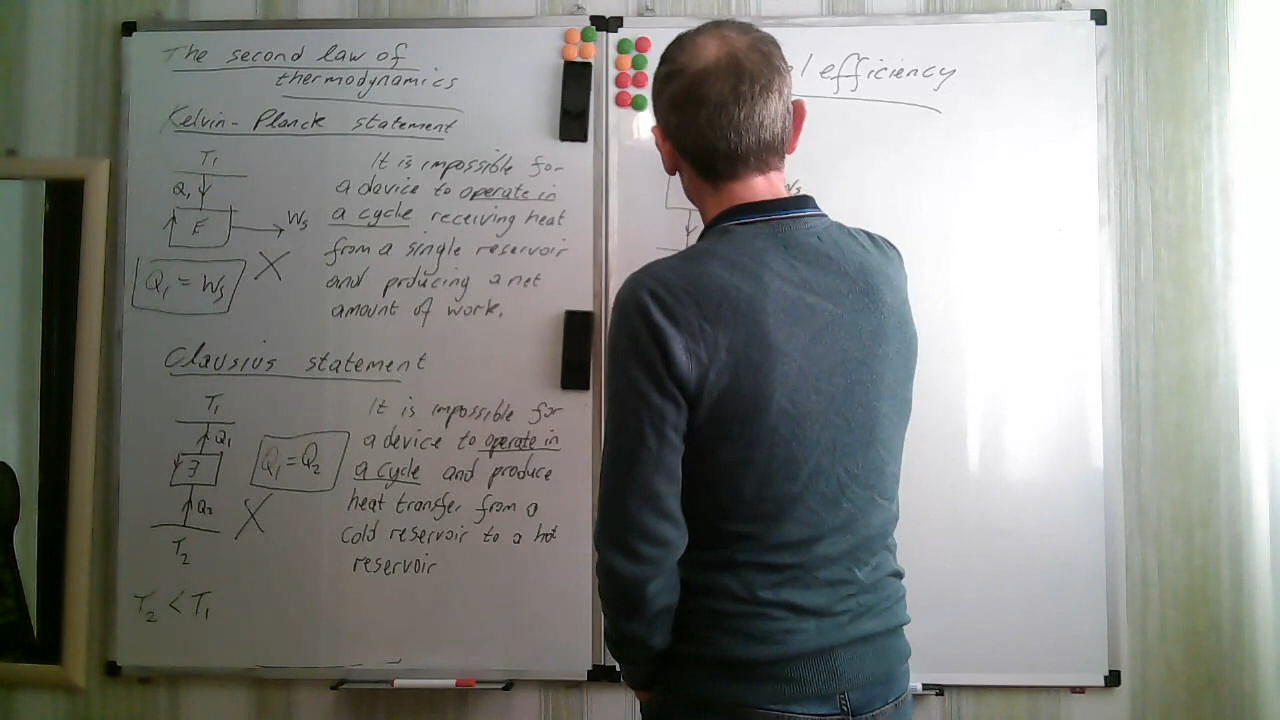 The second law of
thermodynamics
Kelvin-Planck statement
T1
Q1
E
Ws
Q1 = Ws
X
It is impossible for
a device to operate in
a cycle receiving heat
from a single reservoir
and producing a net
amount of work.
Clausius statement
T1
Q1
E
Q2
T2
Q1 = Q2
X
It is impossible for
a device to operate in
a cycle and produce
heat transfer from a
cold reservoir to a hot
reservoir
T2 < T1
efficiency